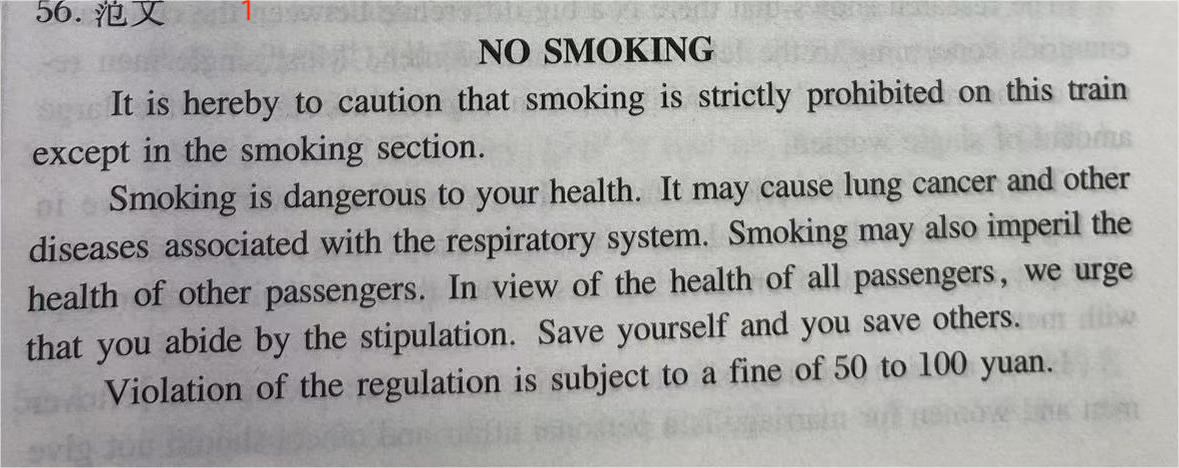 56. 范文 1
NO SMOKING
It is hereby to caution that smoking is strictly prohibited on this train
except in the smoking section.
Smoking is dangerous to your health. It may cause lung cancer and other
diseases associated with the respiratory system. Smoking may also imperil the
health of other passengers. In view of the health of all passengers, we urge
that you abide by the stipulation. Save yourself and you save others.
Violation of the regulation is subject to a fine of 50 to 100 yuan.